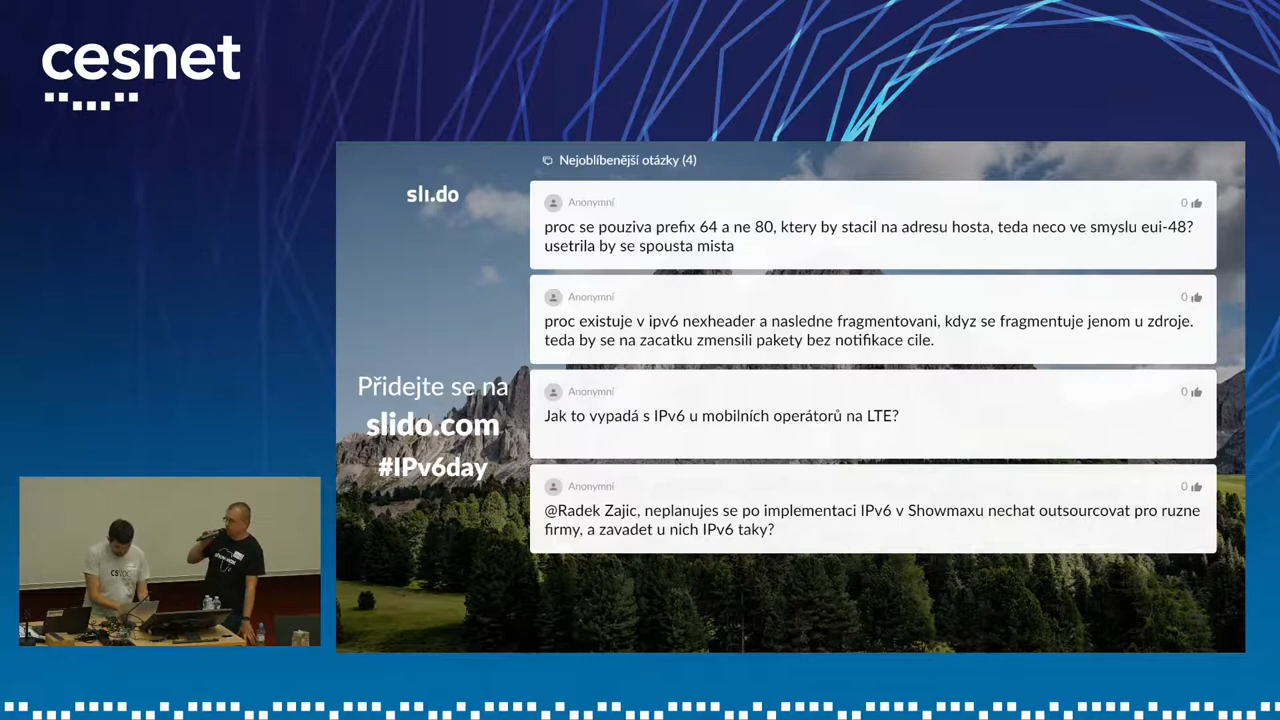 cesnet
Nejoblíbenější otázky (4)
sli.do
Anonymní
0
proc se pouziva prefix 64 a ne 80, ktery by stacil na adresu hosta, teda neco ve smyslu eui-48?
usetrila by se spousta mista
Anonymní
0
proc existuje v ipv6 nexheader a nasledne fragmentovani, kdyz se fragmentuje jenom u zdroje.
teda by se na zacatku zmensili pakety bez notifikace cile.
Přidejte se na
slido.com
#IPv6day
Anonymní
0
Jak to vypadá s IPv6 u mobilních operátorů na LTE?
Anonymní
0
@Radek Zajic, neplanujes se po implementaci IPv6 v Showmaxu nechat outsourcovat pro ruzne
firmy, a zavadet u nich IPv6 taky?